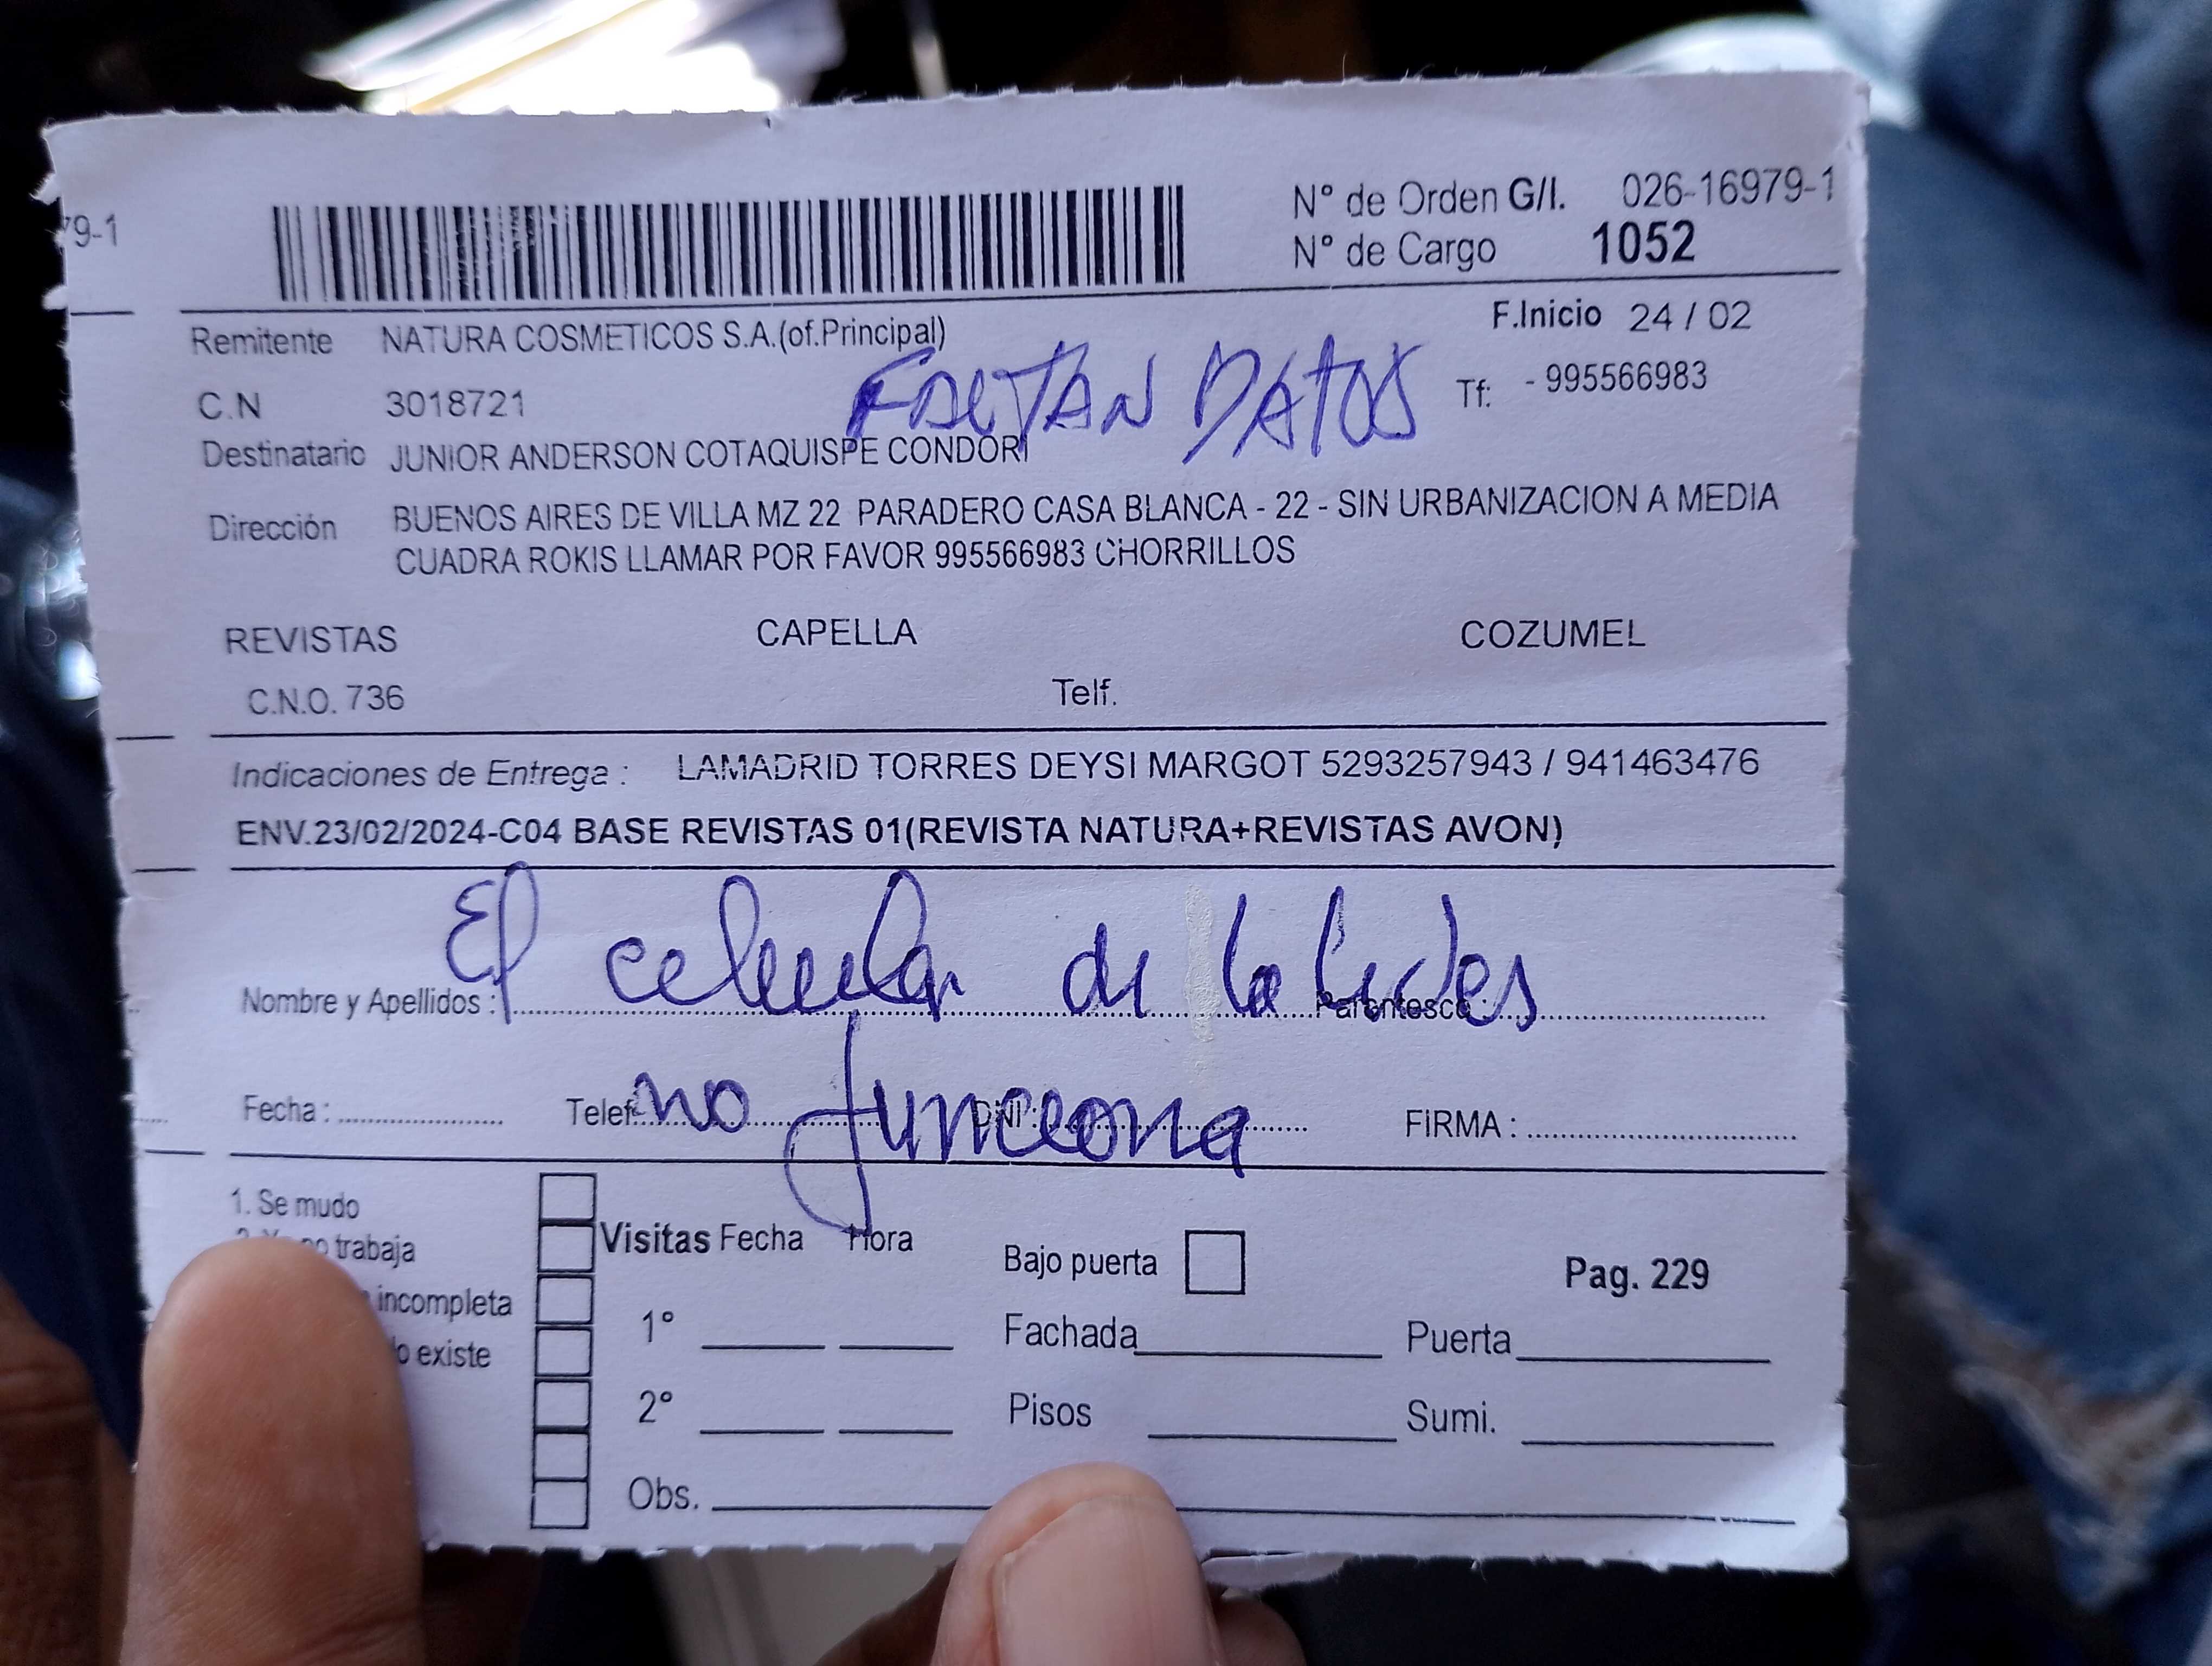 79-1
N° de Orden G/I. 026-16979-1
N° de Cargo 1052
Remitente NATURA COSMETICOS S.A.(of.Principal)
F.Inicio 24 / 02
FALTAN DATOS
C.N 3018721
Tf: - 995566983
Destinatario JUNIOR ANDERSON COTAQUISPE CONDORI
Dirección BUENOS AIRES DE VILLA MZ 22 PARADERO CASA BLANCA - 22 - SIN URBANIZACION A MEDIA
CUADRA ROKIS LLAMAR POR FAVOR 995566983 CHORRILLOS
REVISTAS CAPELLA COZUMEL
C.N.O. 736 Telf.
Indicaciones de Entrega : LAMADRID TORRES DEYSI MARGOT 5293257943 / 941463476
ENV.23/02/2024-C04 BASE REVISTAS 01(REVISTA NATURA+REVISTAS AVON)
El celular de la lider
Nombre y Apellidos : Parentesco :
no funciona
Fecha : Telef. DNI : FIRMA :
1. Se mudo
no trabaja
incompleta
existe
Visitas Fecha Hora
Bajo puerta
Pag. 229
1° Fachada Puerta
2° Pisos Sumi.
Obs.